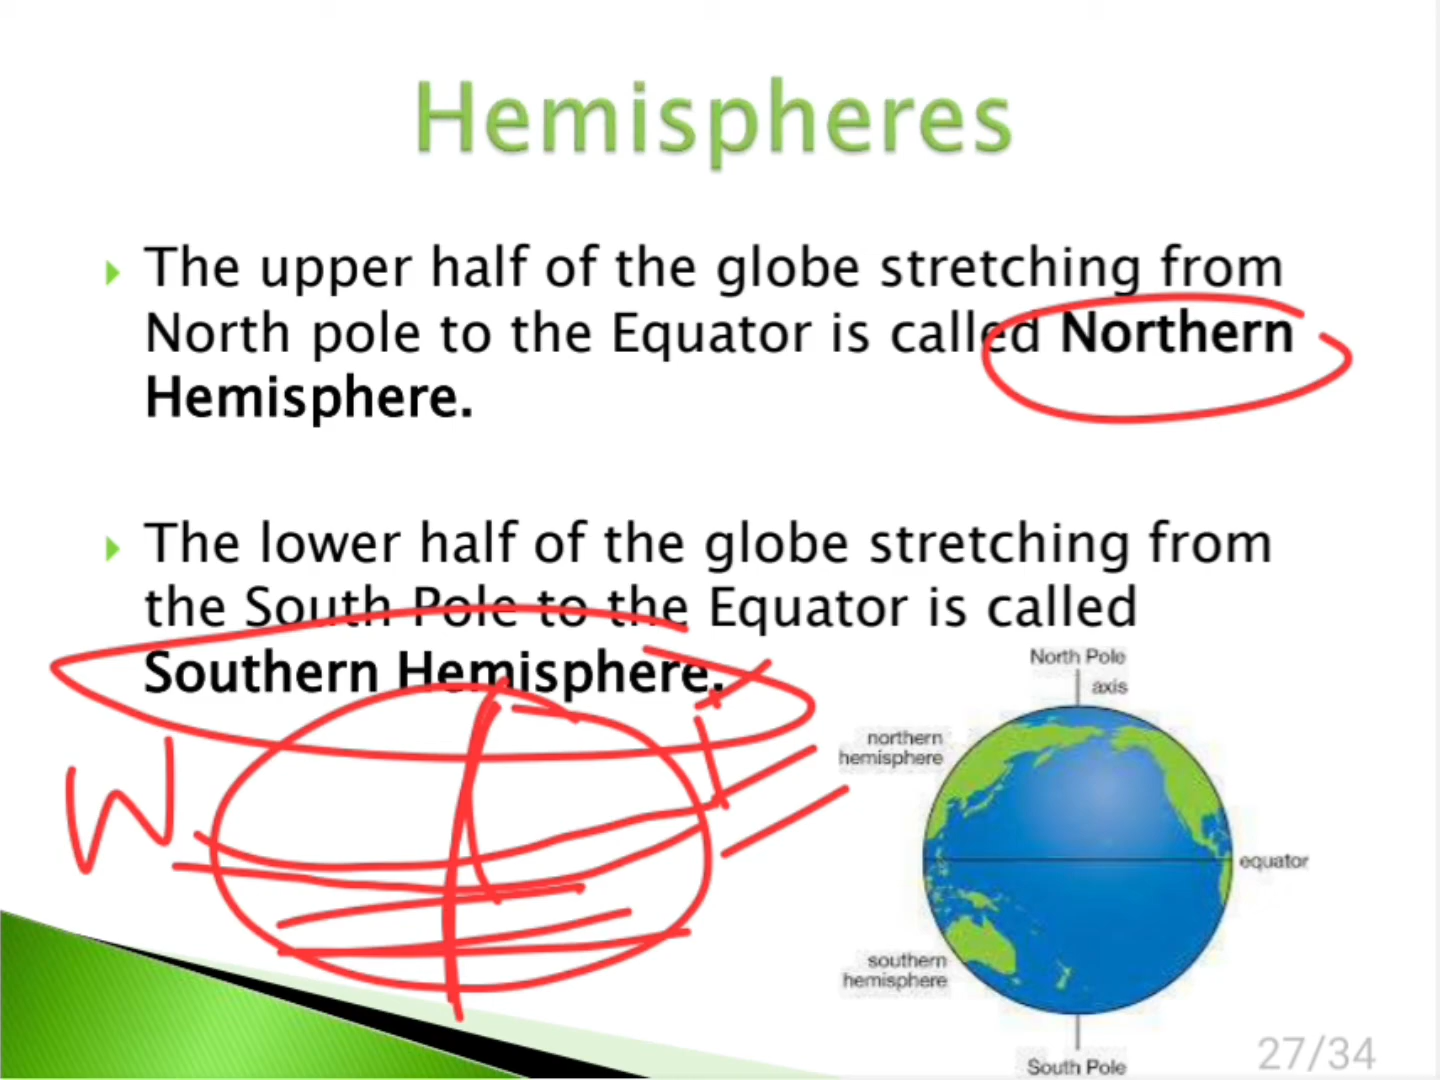 Hemispheres
The upper half of the globe stretching from
North pole to the Equator is called Northern
Hemisphere.
The lower half of the globe stretching from
the South Pole to the Equator is called
Southern Hemisphere.
W
North Pole
axis
northern
hemisphere
equator
southern
hemisphere
South Pole
27/34